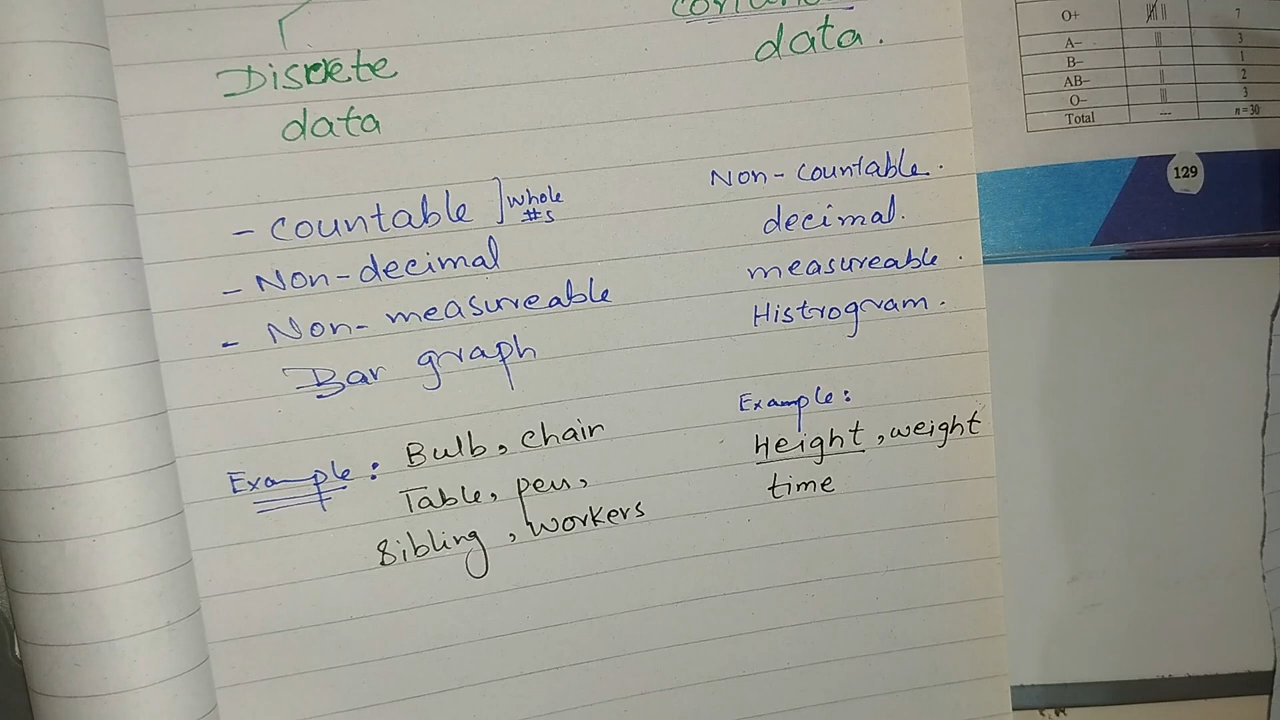 Discrete
data
data.
- countable ] whole
#s
- Non-decimal
- Non-measureable
Bar graph
Non-countable.
decimal.
measureable.
Histrogram.
Example: Bulb, chair
Table, pen,
Sibling, workers
Example:
Height, weight
time
O+ 7
A– ||| 3
B– | 1
AB– || 2
O– ||| 3
Total --- n=30
129